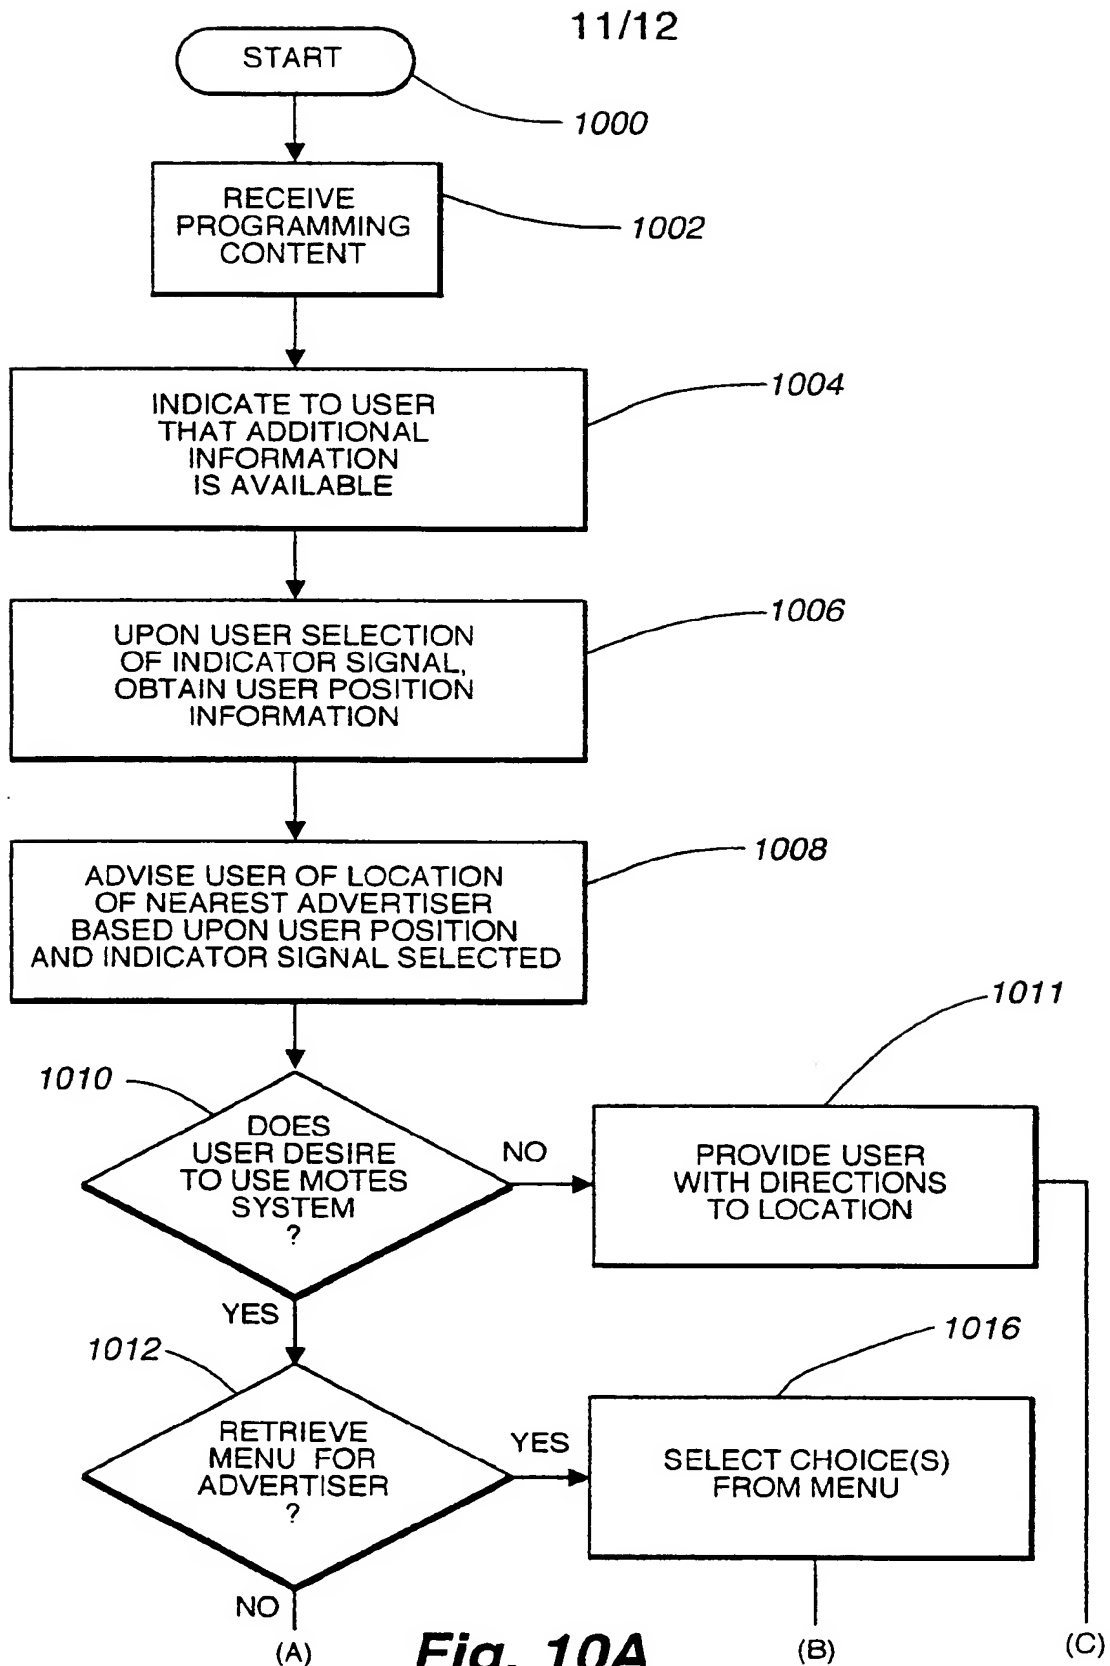 11/12
START
1000
RECEIVE
PROGRAMMING
CONTENT
1002
INDICATE TO USER
THAT ADDITIONAL
INFORMATION
IS AVAILABLE
1004
UPON USER SELECTION
OF INDICATOR SIGNAL,
OBTAIN USER POSITION
INFORMATION
1006
ADVISE USER OF LOCATION
OF NEAREST ADVERTISER
BASED UPON USER POSITION
AND INDICATOR SIGNAL SELECTED
1008
1010
DOES
USER DESIRE
TO USE MOTES
SYSTEM
?
NO
1011
PROVIDE USER
WITH DIRECTIONS
TO LOCATION
YES
1012
RETRIEVE
MENU FOR
ADVERTISER
?
YES
1016
SELECT CHOICE(S)
FROM MENU
NO
(A)
Fig. 10A
(B)
(C)